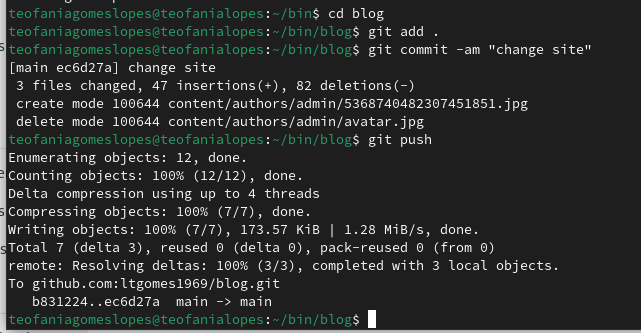 teofaniagomeslopes@teofanialopes:~/bin$ cd blog
teofaniagomeslopes@teofanialopes:~/bin/blog$ git add .
teofaniagomeslopes@teofanialopes:~/bin/blog$ git commit -am "change site"
[main ec6d27a] change site
 3 files changed, 47 insertions(+), 82 deletions(-)
 create mode 100644 content/authors/admin/5368740482307451851.jpg
 delete mode 100644 content/authors/admin/avatar.jpg
teofaniagomeslopes@teofanialopes:~/bin/blog$ git push
Enumerating objects: 12, done.
Counting objects: 100% (12/12), done.
Delta compression using up to 4 threads
Compressing objects: 100% (7/7), done.
Writing objects: 100% (7/7), 173.57 KiB | 1.28 MiB/s, done.
Total 7 (delta 3), reused 0 (delta 0), pack-reused 0 (from 0)
remote: Resolving deltas: 100% (3/3), completed with 3 local objects.
To github.com:ltgomes1969/blog.git
   b831224..ec6d27a  main -> main
teofaniagomeslopes@teofanialopes:~/bin/blog$